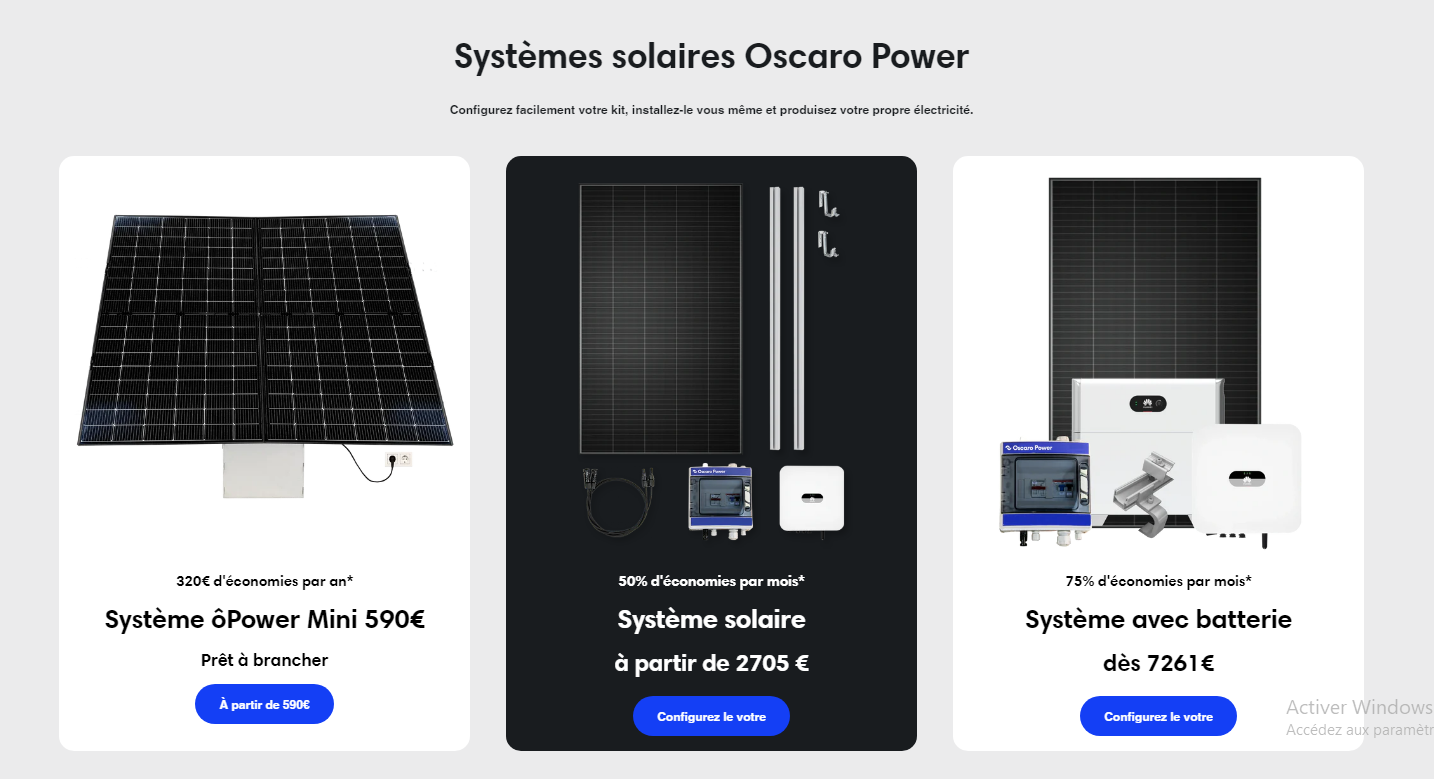 Systèmes solaires Oscaro Power
Configurez facilement votre kit, installez-le vous même et produisez votre propre électricité.
320€ d'économies par an*
Système ôPower Mini 590€
Prêt à brancher
À partir de 590€
Oscaro Power
50% d'économies par mois*
Système solaire
à partir de 2705 €
Configurez le votre
Oscaro Power
75% d'économies par mois*
Système avec batterie
dès 7261€
Configurez le votre
Activer Windows
Accédez aux paramètr